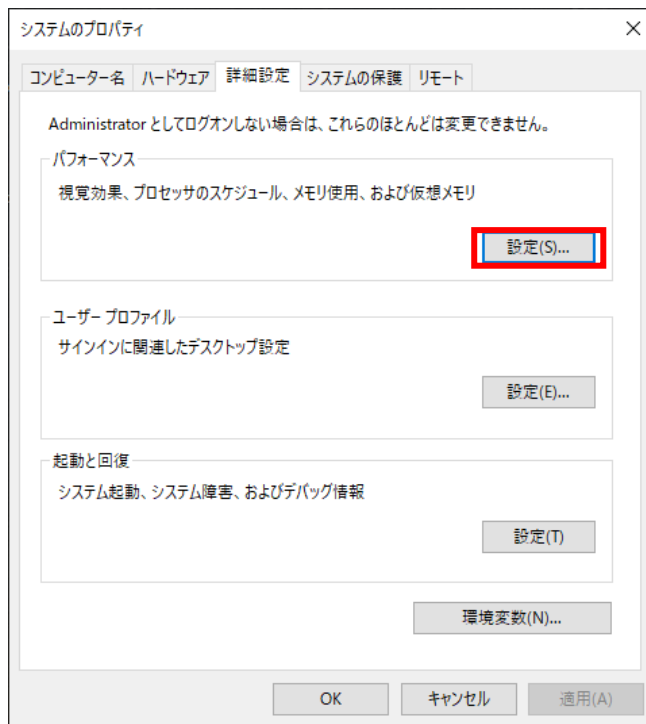 システムのプロパティ
コンピューター名 ハードウェア 詳細設定 システムの保護 リモート
Administrator としてログオンしない場合は、これらのほとんどは変更できません。
パフォーマンス
視覚効果、プロセッサのスケジュール、メモリ使用、および仮想メモリ
設定(S)...
ユーザー プロファイル
サインインに関連したデスクトップ設定
設定(E)...
起動と回復
システム起動、システム障害、およびデバッグ情報
設定(T)
環境変数(N)...
OK キャンセル 適用(A)